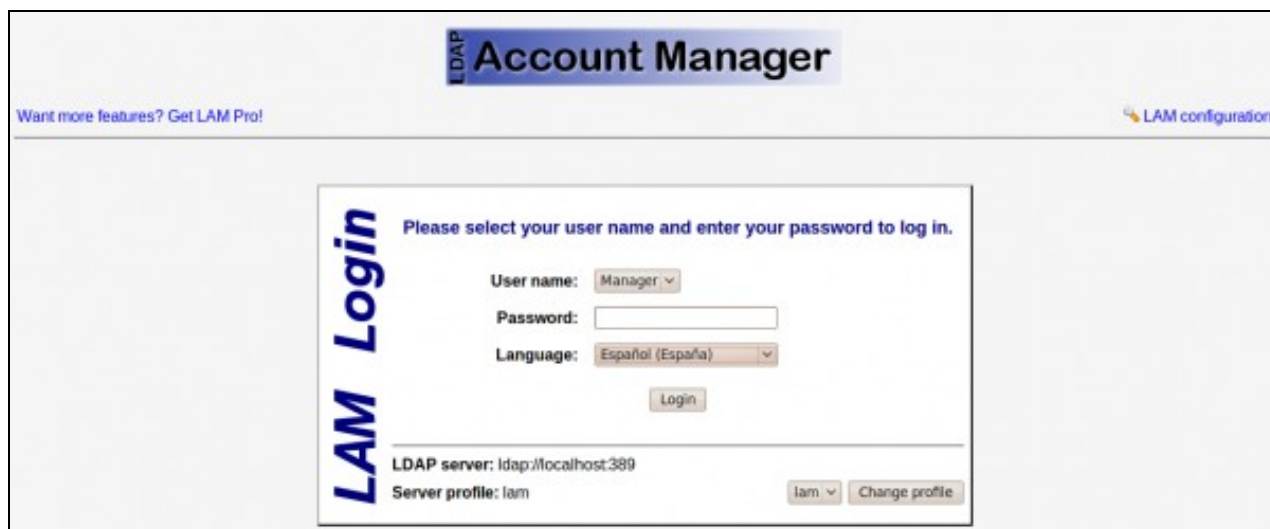 LDAP Account Manager
Want more features? Get LAM Pro!
LAM configuration
LAM Login
Please select your user name and enter your password to log in.
User name: Manager
Password:
Language: Español (España)
Login
LDAP server: ldap://localhost:389
Server profile: lam
lam
Change profile